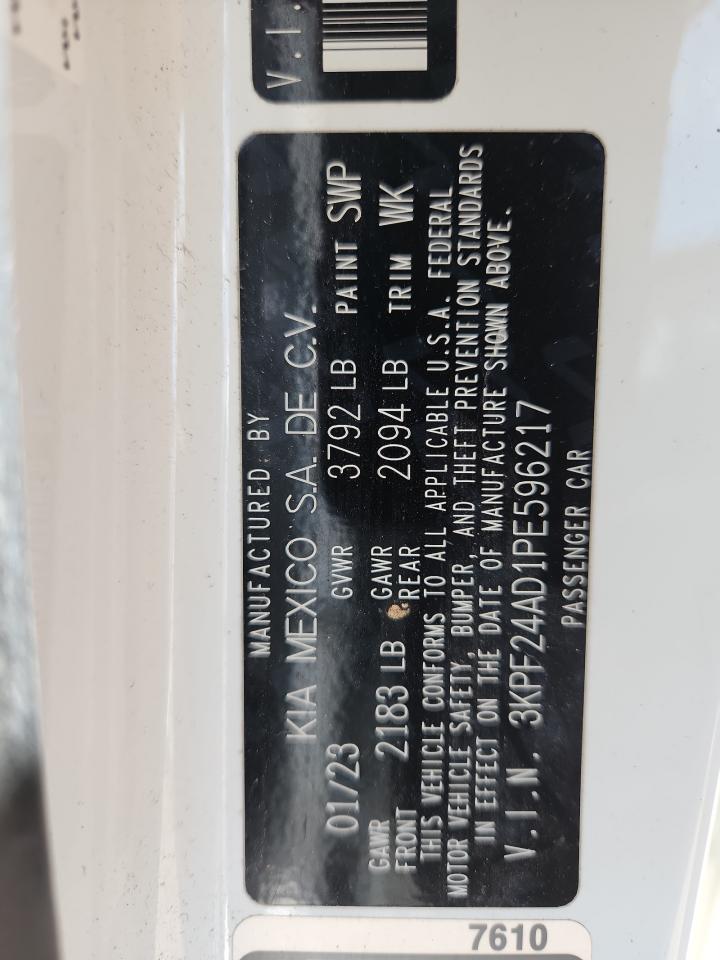 V.I.
MANUFACTURED BY
KIA MEXICO S.A. DE C.V.
01/23 GVWR 3792 LB PAINT SWP
GAWR FRONT 2183 LB GAWR REAR 2094 LB TRIM WK
THIS VEHICLE CONFORMS TO ALL APPLICABLE U.S.A. FEDERAL
MOTOR VEHICLE SAFETY, BUMPER, AND THEFT PREVENTION STANDARDS
IN EFFECT ON THE DATE OF MANUFACTURE SHOWN ABOVE.
V.I.N. 3KPF24AD1PE596217
PASSENGER CAR
7610